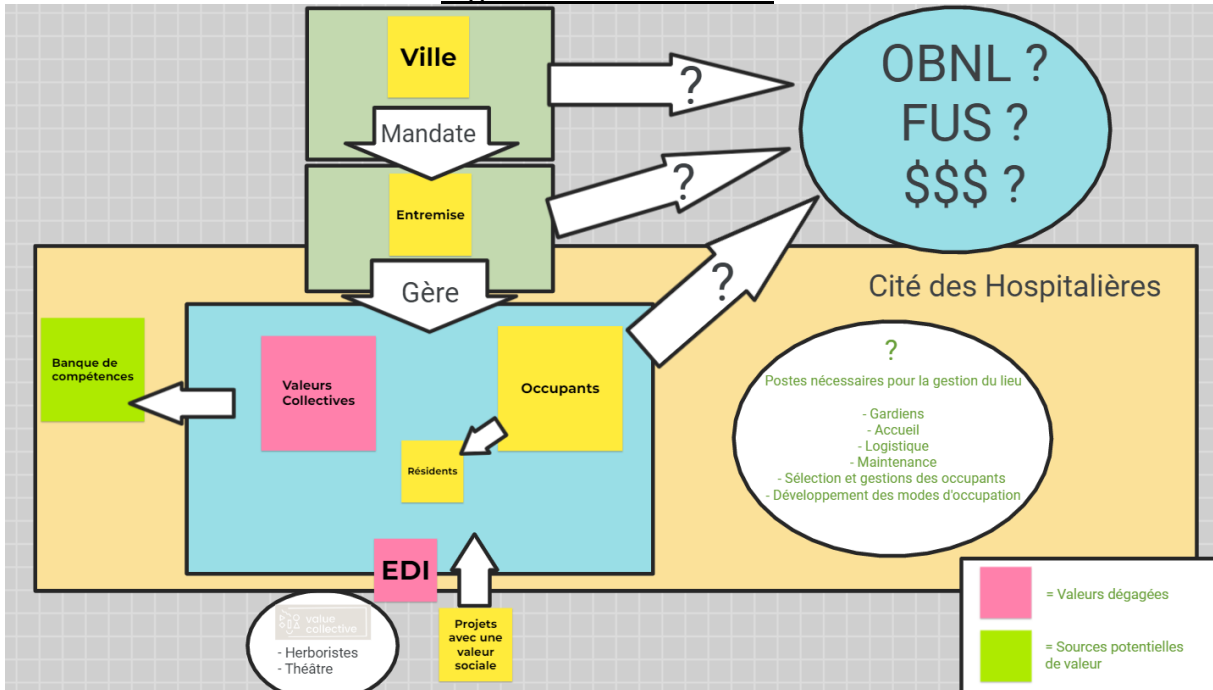 Ville
Mandate
Entremise
Gère
?
?
?
OBNL ?
FUS ?
$$$ ?
Cité des Hospitalières
Banque de
compétences
Valeurs
Collectives
Occupants
Résidents
?
Postes nécessaires pour la gestion du lieu
- Gardiens
- Accueil
- Logistique
- Maintenance
- Sélection et gestions des occupants
- Développement des modes d'occupation
EDI
value
collective
- Herboristes
- Théâtre
Projets
avec une
valeur
sociale
= Valeurs dégagées
= Sources potentielles
de valeur